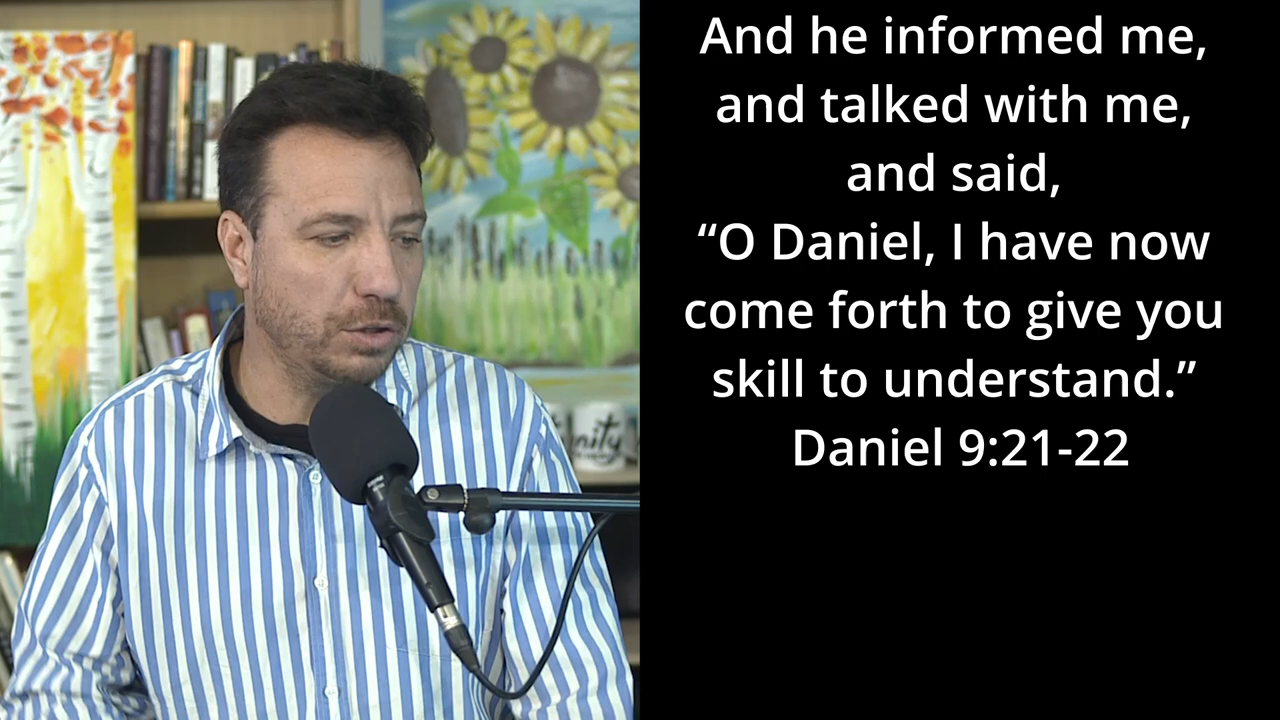 And he informed me,
and talked with me,
and said,
“O Daniel, I have now
come forth to give you
skill to understand.”
Daniel 9:21-22
nity